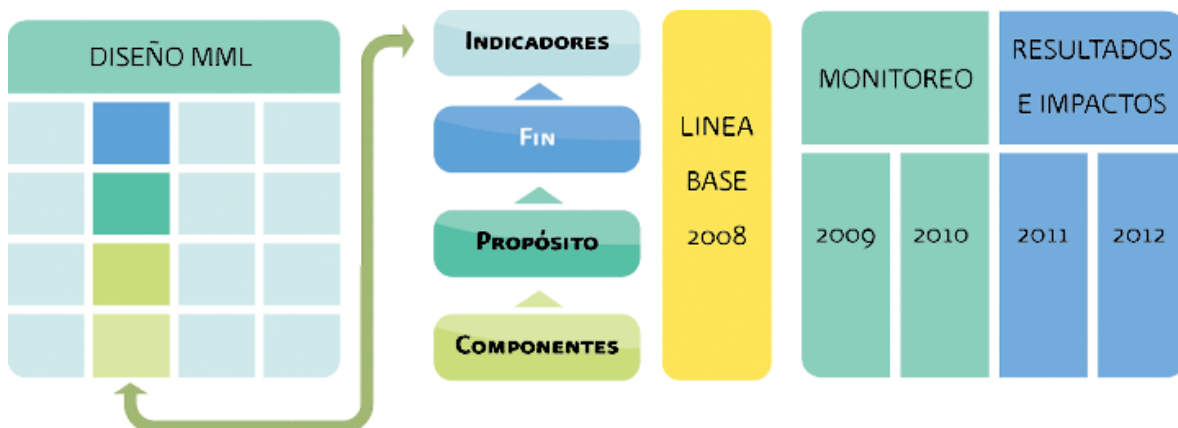 DISEÑO MML
INDICADORES
FIN
PROPÓSITO
COMPONENTES
LINEA
BASE
2008
MONITOREO
2009
2010
RESULTADOS
E IMPACTOS
2011
2012